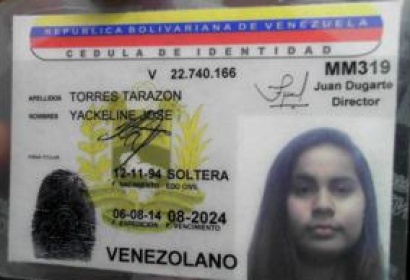 REPUBLICA BOLIVARIANA DE VENEZUELA
CEDULA DE IDENTIDAD
V 22.740.166
MM319
Juan Dugarte
Director
APELLIDOS TORRES TARAZON
NOMBRES YACKELINE JOSE
12-11-94 SOLTERA
F. NACIMIENTO EDO CIVIL
06-08-14 08-2024
F. EXPEDICION F. VENCIMIENTO
VENEZOLANO